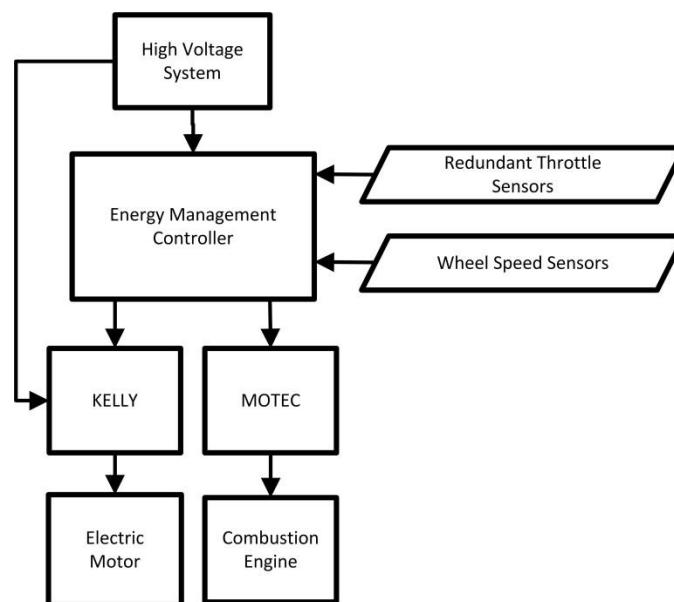 High Voltage
System
Redundant Throttle
Sensors
Energy Management
Controller
Wheel Speed Sensors
KELLY
MOTEC
Electric
Motor
Combustion
Engine